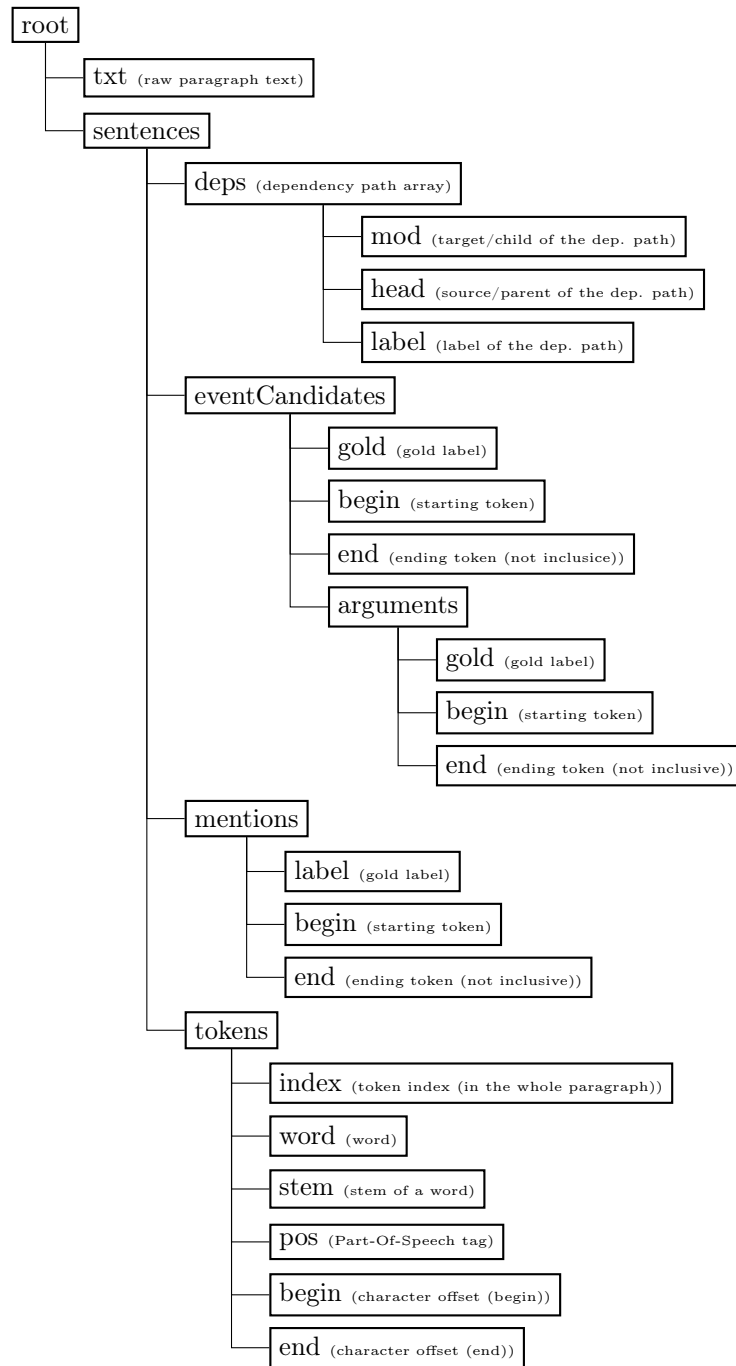 root
txt (raw paragraph text)
sentences
deps (dependency path array)
mod (target/child of the dep. path)
head (source/parent of the dep. path)
label (label of the dep. path)
eventCandidates
gold (gold label)
begin (starting token)
end (ending token (not inclusice))
arguments
gold (gold label)
begin (starting token)
end (ending token (not inclusive))
mentions
label (gold label)
begin (starting token)
end (ending token (not inclusive))
tokens
index (token index (in the whole paragraph))
word (word)
stem (stem of a word)
pos (Part-Of-Speech tag)
begin (character offset (begin))
end (character offset (end))